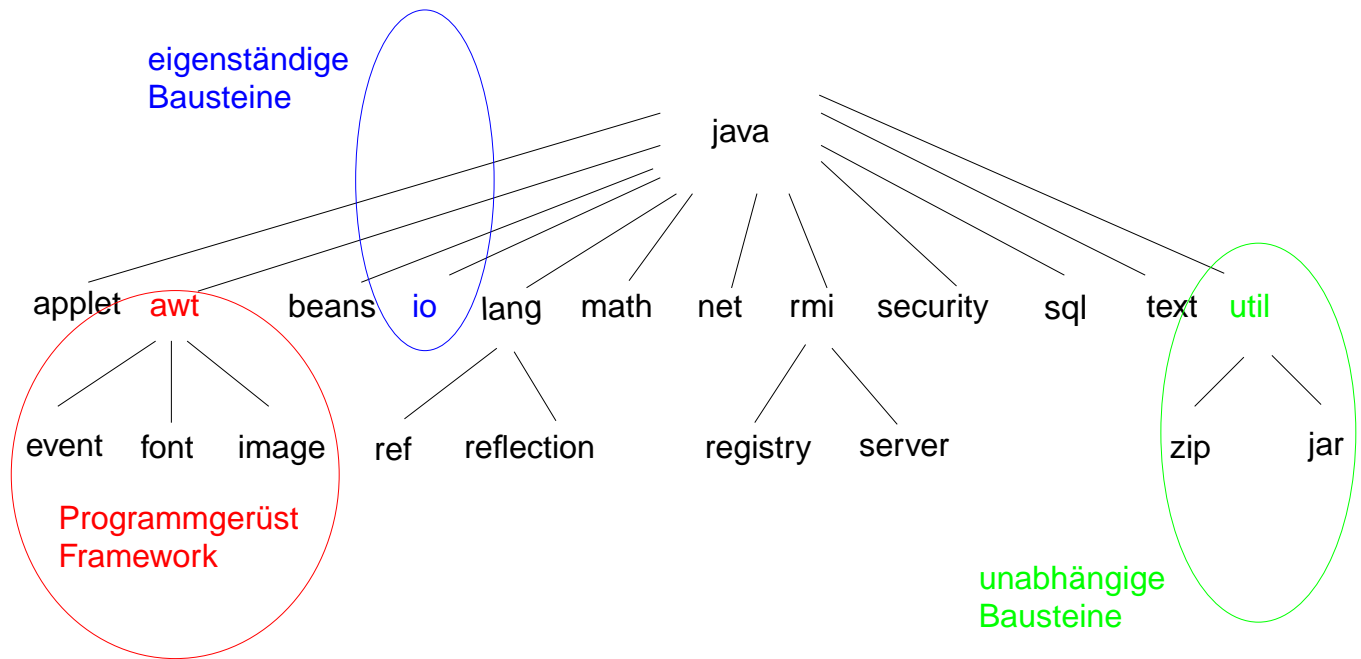 eigenständige
Bausteine
java
applet awt beans io lang math net rmi security sql text util
event font image ref reflection registry server zip jar
Programmgerüst
Framework
unabhängige
Bausteine